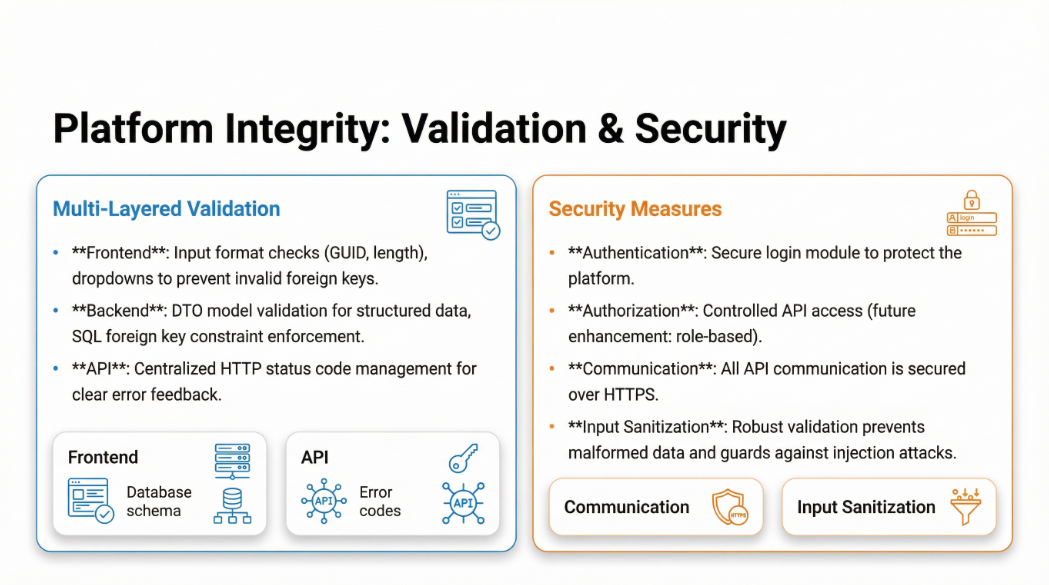 Platform Integrity: Validation & Security
Multi-Layered Validation
• **Frontend**: Input format checks (GUID, length),
dropdowns to prevent invalid foreign keys.
• **Backend**: DTO model validation for structured data,
SQL foreign key constraint enforcement.
• **API**: Centralized HTTP status code management for
clear error feedback.
Frontend
Database
schema
API
API
Error
codes
API
Security Measures
A login
B
• **Authentication**: Secure login module to protect the
platform.
• **Authorization**: Controlled API access (future
enhancement: role-based).
• **Communication**: All API communication is secured
over HTTPS.
• **Input Sanitization**: Robust validation prevents
malformed data and guards against injection attacks.
Communication
HTTPS
Input Sanitization